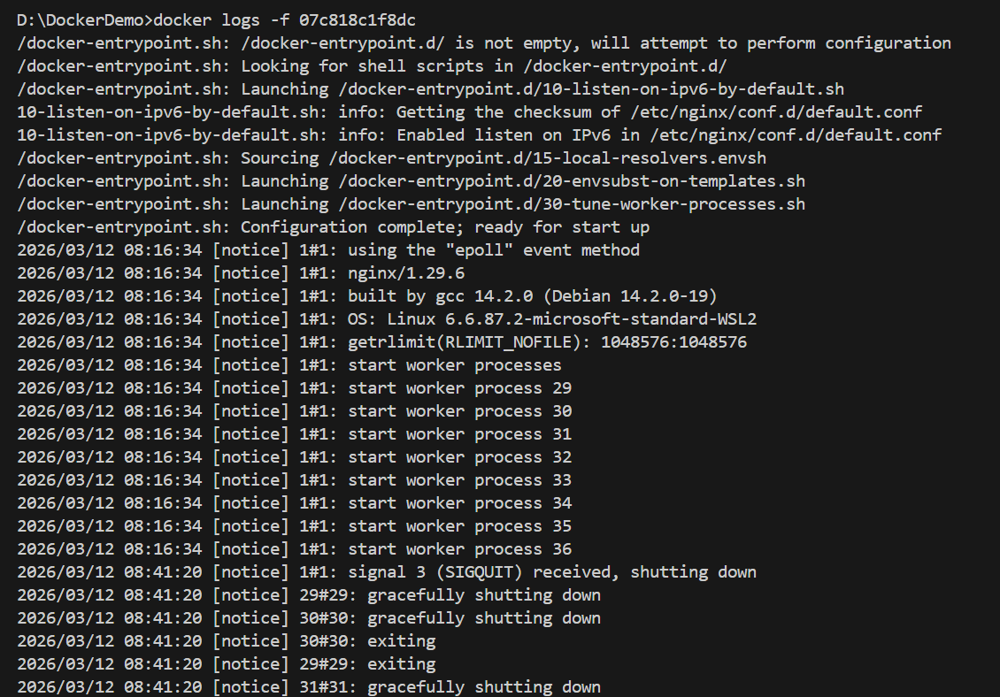 D:\DockerDemo>docker logs -f 07c818c1f8dc
/docker-entrypoint.sh: /docker-entrypoint.d/ is not empty, will attempt to perform configuration
/docker-entrypoint.sh: Looking for shell scripts in /docker-entrypoint.d/
/docker-entrypoint.sh: Launching /docker-entrypoint.d/10-listen-on-ipv6-by-default.sh
10-listen-on-ipv6-by-default.sh: info: Getting the checksum of /etc/nginx/conf.d/default.conf
10-listen-on-ipv6-by-default.sh: info: Enabled listen on IPv6 in /etc/nginx/conf.d/default.conf
/docker-entrypoint.sh: Sourcing /docker-entrypoint.d/15-local-resolvers.envsh
/docker-entrypoint.sh: Launching /docker-entrypoint.d/20-envsubst-on-templates.sh
/docker-entrypoint.sh: Launching /docker-entrypoint.d/30-tune-worker-processes.sh
/docker-entrypoint.sh: Configuration complete; ready for start up
2026/03/12 08:16:34 [notice] 1#1: using the "epoll" event method
2026/03/12 08:16:34 [notice] 1#1: nginx/1.29.6
2026/03/12 08:16:34 [notice] 1#1: built by gcc 14.2.0 (Debian 14.2.0-19)
2026/03/12 08:16:34 [notice] 1#1: OS: Linux 6.6.87.2-microsoft-standard-WSL2
2026/03/12 08:16:34 [notice] 1#1: getrlimit(RLIMIT_NOFILE): 1048576:1048576
2026/03/12 08:16:34 [notice] 1#1: start worker processes
2026/03/12 08:16:34 [notice] 1#1: start worker process 29
2026/03/12 08:16:34 [notice] 1#1: start worker process 30
2026/03/12 08:16:34 [notice] 1#1: start worker process 31
2026/03/12 08:16:34 [notice] 1#1: start worker process 32
2026/03/12 08:16:34 [notice] 1#1: start worker process 33
2026/03/12 08:16:34 [notice] 1#1: start worker process 34
2026/03/12 08:16:34 [notice] 1#1: start worker process 35
2026/03/12 08:16:34 [notice] 1#1: start worker process 36
2026/03/12 08:41:20 [notice] 1#1: signal 3 (SIGQUIT) received, shutting down
2026/03/12 08:41:20 [notice] 29#29: gracefully shutting down
2026/03/12 08:41:20 [notice] 30#30: gracefully shutting down
2026/03/12 08:41:20 [notice] 30#30: exiting
2026/03/12 08:41:20 [notice] 29#29: exiting
2026/03/12 08:41:20 [notice] 31#31: gracefully shutting down